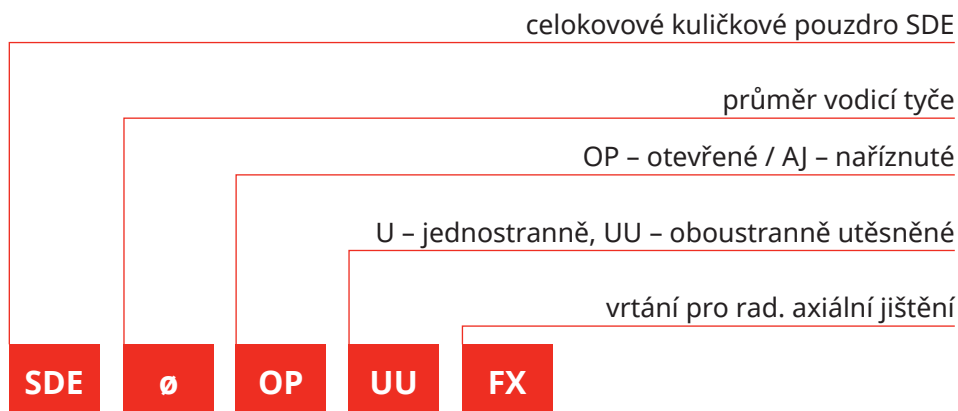 celokovové kuličkové pouzdro SDE
průměr vodicí tyče
OP – otevřené / AJ – naříznuté
U – jednostranně, UU – oboustranně utěsněné
vrtání pro rad. axiální jištění
SDE ø OP UU FX